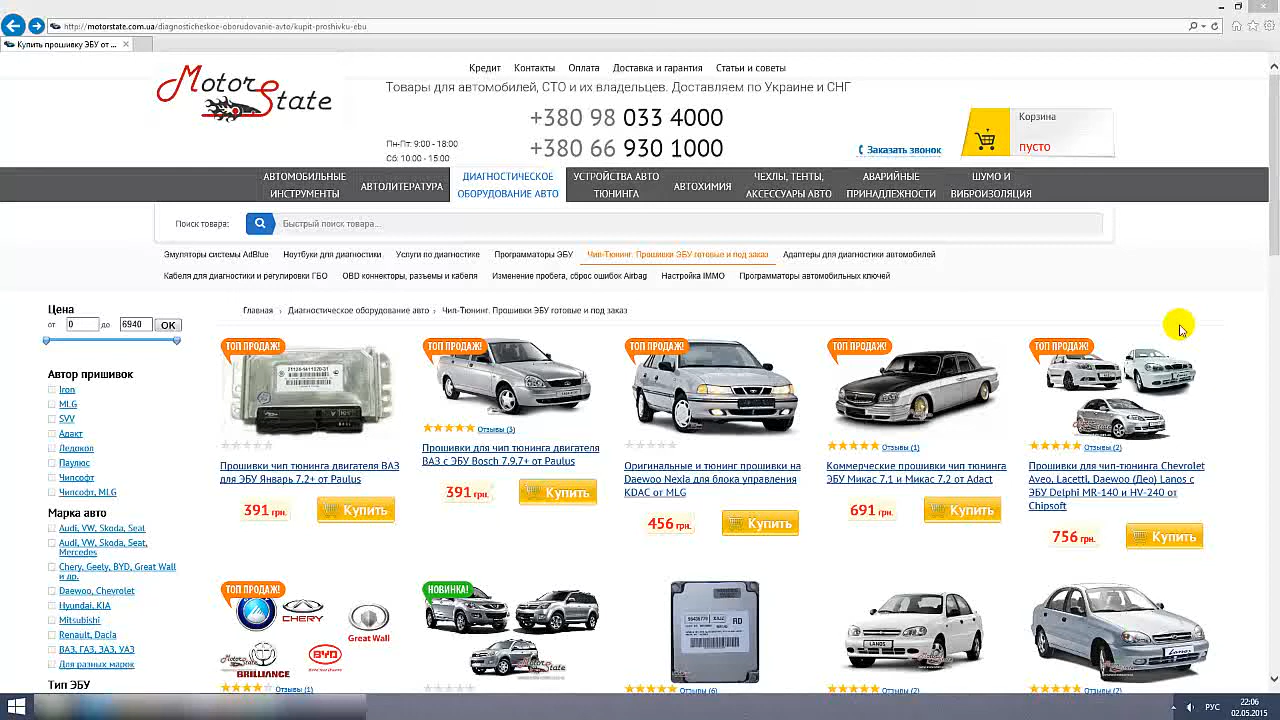 http://motorstate.com.ua/diagnosticheskoe-oborudovanie-avto/kupit-proshivku-ebu
Купить прошивку ЭБУ от ...
Motor State
Кредит Контакты Оплата Доставка и гарантия Статьи и советы
Товары для автомобилей, СТО и их владельцев. Доставляем по Украине и СНГ
+380 98 033 4000
Пн-Пт: 9:00 - 18:00
+380 66 930 1000
Сб: 10:00 - 15:00
Заказать звонок
Корзина
пусто
АВТОМОБИЛЬНЫЕ ИНСТРУМЕНТЫ
АВТОЛИТЕРАТУРА
ДИАГНОСТИЧЕСКОЕ ОБОРУДОВАНИЕ АВТО
УСТРОЙСТВА АВТО ТЮНИНГА
АВТОХИМИЯ
ЧЕХЛЫ, ТЕНТЫ, АКСЕССУАРЫ АВТО
АВАРИЙНЫЕ ПРИНАДЛЕЖНОСТИ
ШУМО И ВИБРОИЗОЛЯЦИЯ
Поиск товара: Быстрый поиск товара...
Эмуляторы системы AdBlue Ноутбуки для диагностики Услуги по диагностике Программаторы ЭБУ Чип-Тюнинг. Прошивки ЭБУ готовые и под заказ Адаптеры для диагностики автомобилей
Кабеля для диагностики и регулировки ГБО OBD коннекторы, разъемы и кабеля Изменение пробега, сброс ошибок Airbag Настройка IMMO Программаторы автомобильных ключей
Цена
от 0 до 6940 OK
Автор пришивок
Iron
MLG
SVV
Адакт
Ледокол
Паулюс
Чипсофт
Чипсофт, MLG
Марка авто
Audi, VW, Skoda, Seat
Audi, VW, Skoda, Seat,
Mercedes
Chery, Geely, BYD, Great Wall
и др.
Daewoo, Chevrolet
Hyundai, KIA
Mitsubishi
Renault, Dacia
ВАЗ, ГАЗ, ЗАЗ, УАЗ
Для разных марок
Тип ЭБУ
Главная › Диагностическое оборудование авто › Чип-Тюнинг. Прошивки ЭБУ готовые и под заказ
ТОП ПРОДАЖ!
Прошивки чип тюнинга двигателя ВАЗ
для ЭБУ Январь 7.2+ от Paulus
391 грн. Купить
ТОП ПРОДАЖ!
Отзывы (3)
Прошивки для чип тюнинга двигателя
ВАЗ с ЭБУ Bosch 7.9.7+ от Paulus
391 грн. Купить
ТОП ПРОДАЖ!
Оригинальные и тюнинг прошивки на
Daewoo Nexia для блока управления
KDAC от MLG
456 грн. Купить
ТОП ПРОДАЖ!
Отзывы (1)
Коммерческие прошивки чип тюнинга
ЭБУ Микас 7.1 и Микас 7.2 от Adact
691 грн. Купить
ТОП ПРОДАЖ!
Отзывы (2)
Прошивки для чип-тюнинга Chevrolet
Aveo, Lacetti, Daewoo (Део) Lanos с
ЭБУ Delphi MR-140 и HV-240 от
Chipsoft
756 грн. Купить
ТОП ПРОДАЖ!
CHERY
Great Wall
BYD
BRILLIANCE
Отзывы (1)
НОВИНКА!
RD
Отзывы (6)
LANOS
Отзывы (2)
Отзывы (2)
РУС
22:06
02.05.2015